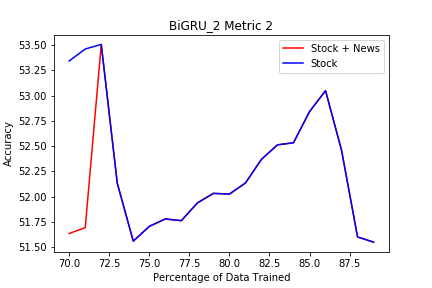 BiGRU_2 Metric 2
53.50
53.25
53.00
52.75
52.50
52.25
52.00
51.75
51.50
Accuracy
Stock + News
Stock
70.0 72.5 75.0 77.5 80.0 82.5 85.0 87.5
Percentage of Data Trained